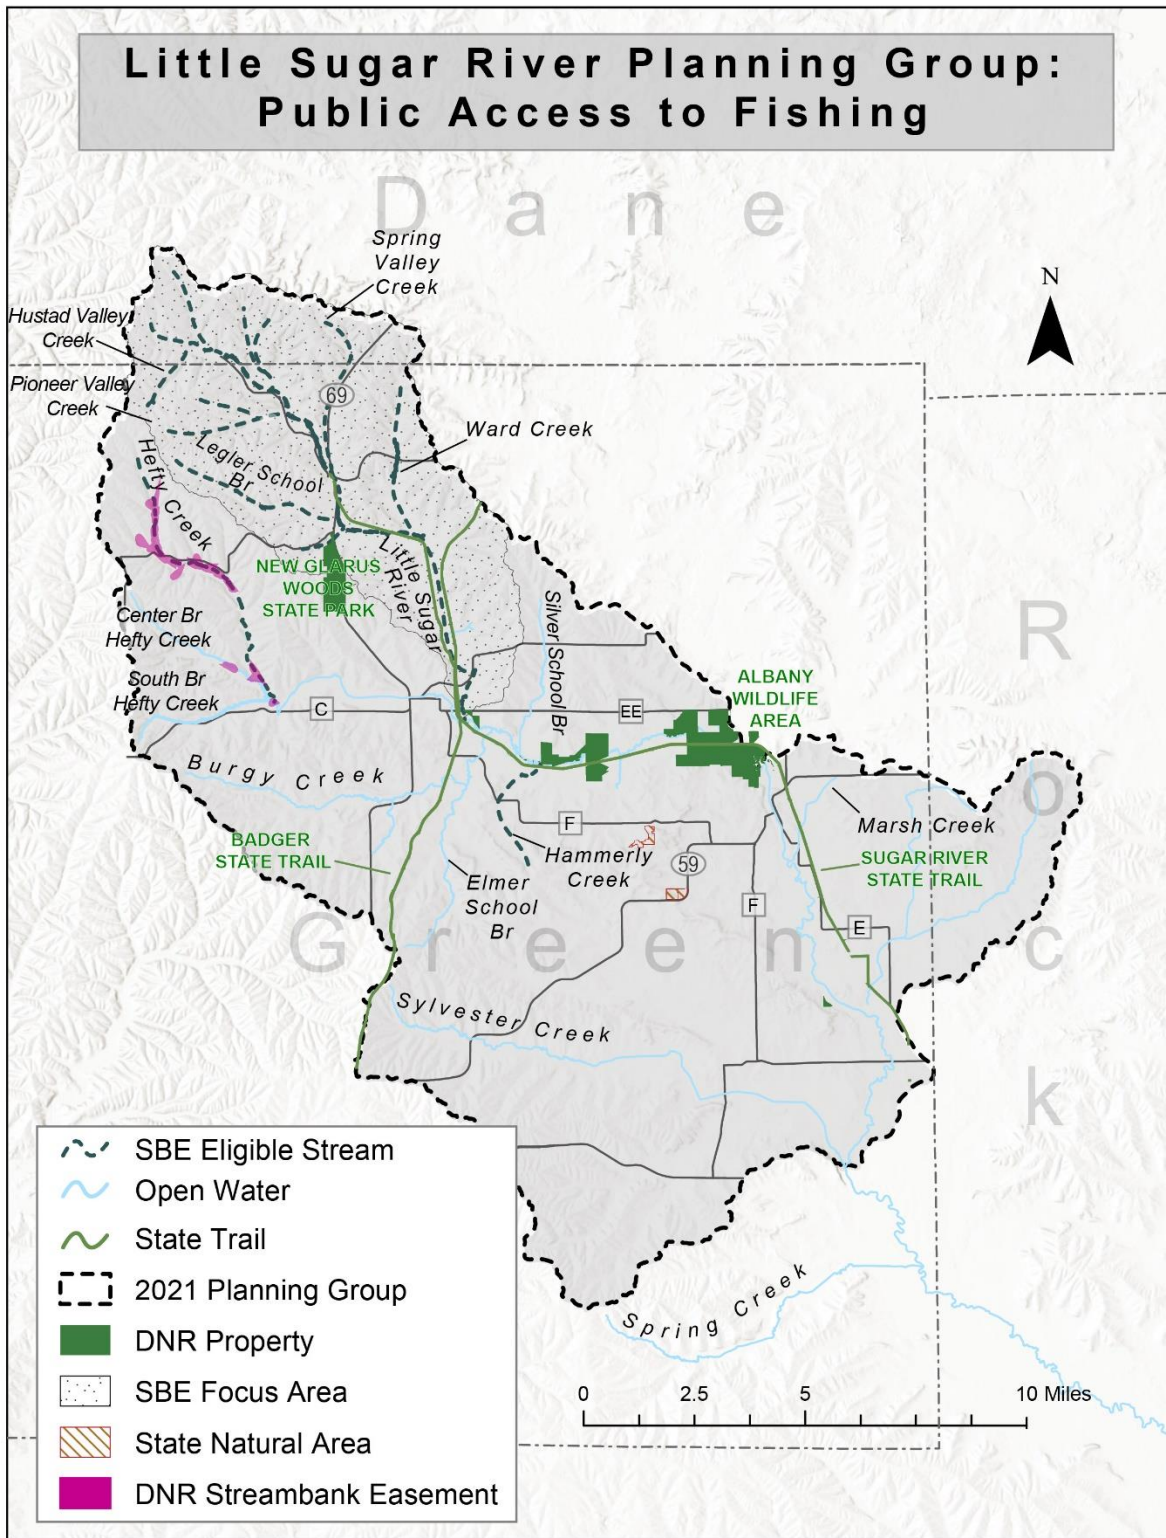 Little Sugar River Planning Group:
Public Access to Fishing
Dane
Spring
Valley
Creek
N
Hustad Valley
Creek
Pioneer Valley
Creek
69
Ward Creek
Legler School
Br
Hefty Creek
NEW GLARUS
WOODS
STATE PARK
Little Sugar
River
Center Br
Hefty Creek
Silver School Br
Rock
South Br
Hefty Creek
ALBANY
WILDLIFE
AREA
C
EE
Burgy Creek
F
Marsh Creek
BADGER
STATE TRAIL
Hammerly
Creek
59
SUGAR RIVER
STATE TRAIL
Elmer
School
Br
F
E
Green
Sylvester Creek
SBE Eligible Stream
Open Water
State Trail
2021 Planning Group
DNR Property
SBE Focus Area
State Natural Area
DNR Streambank Easement
Spring Creek
0 2.5 5 10 Miles